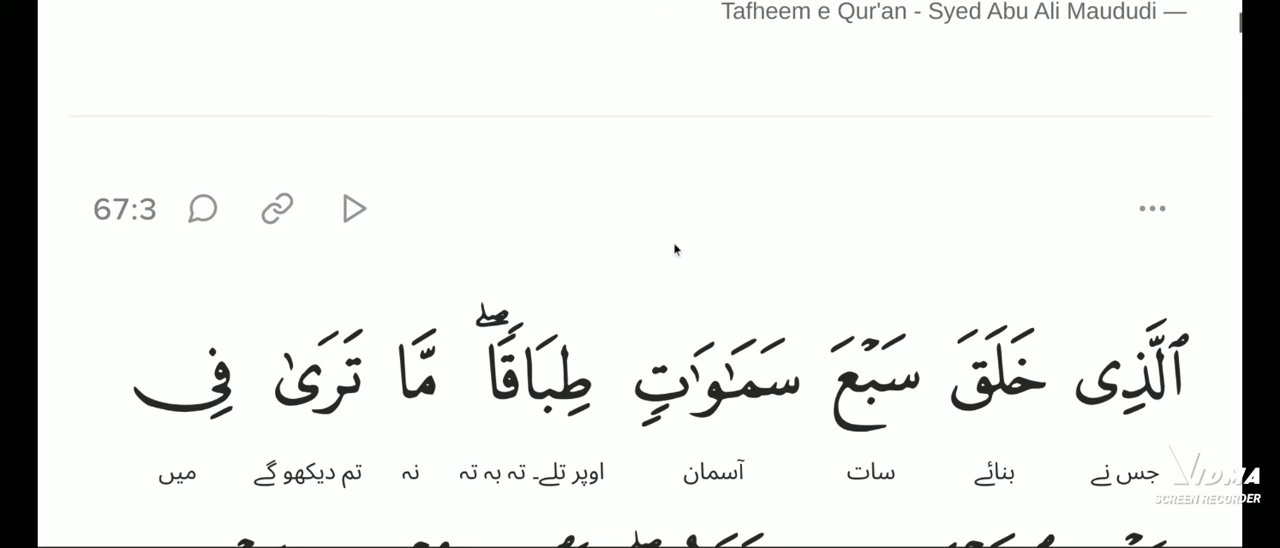 Tafheem e Qur'an - Syed Abu Ali Maududi —
67:3
ٱلَّذِى خَلَقَ سَبْعَ سَمَـٰوَٰتٍ طِبَاقًا ۖ مَّا تَرَىٰ فِى
جس نے بنائے سات آسمان اوپر تلے۔ تہ بہ تہ نہ تم دیکھو گے میں
VIDMA
SCREEN RECORDER